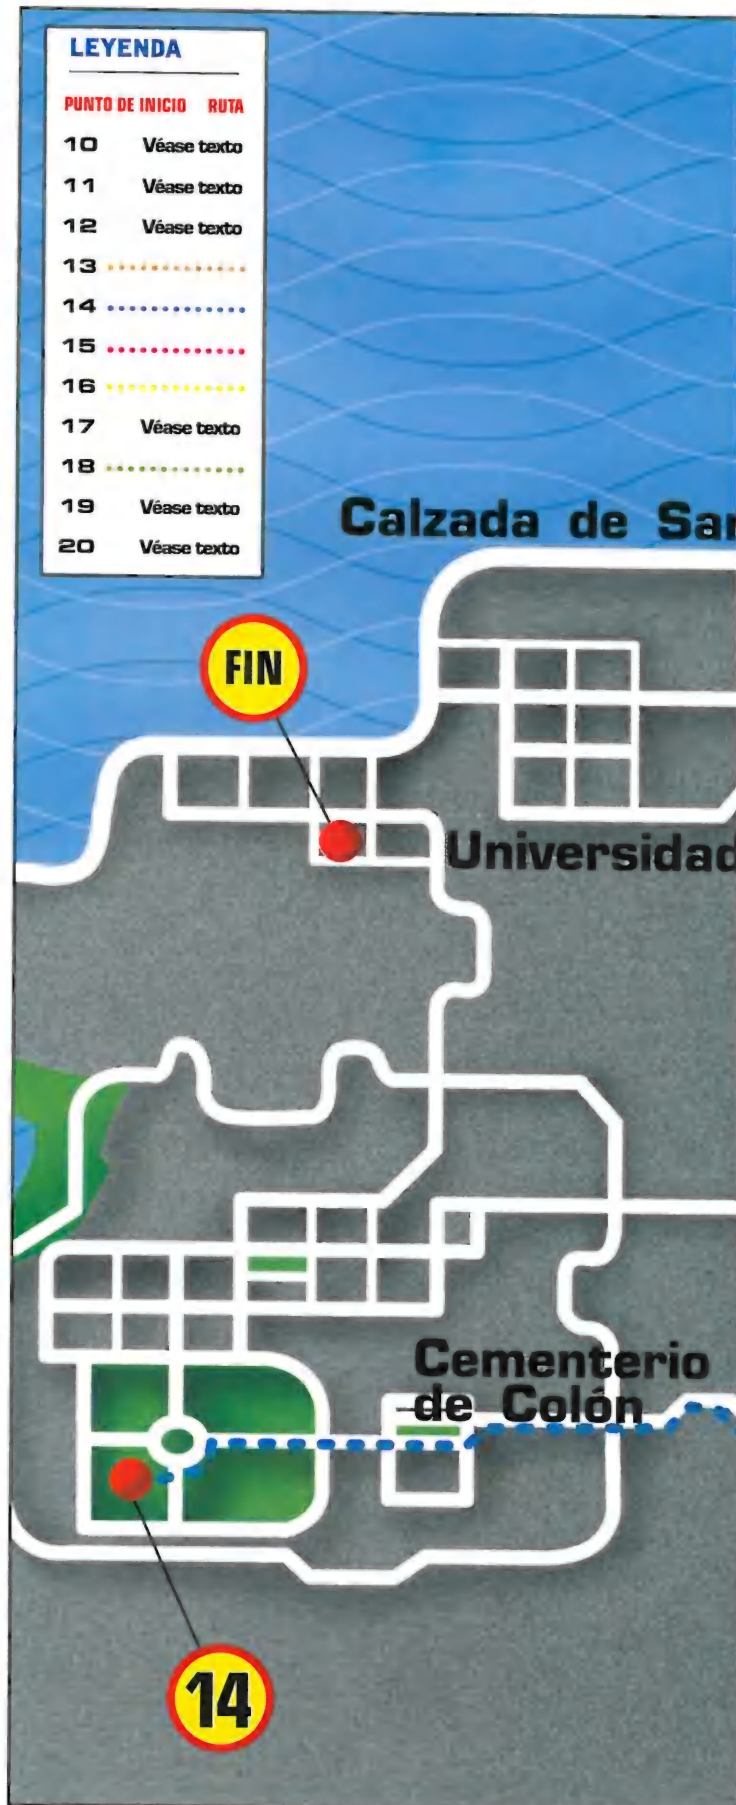 LEYENDA
PUNTO DE INICIO RUTA
10 Véase texto
11 Véase texto
12 Véase texto
13
14
15
16
17 Véase texto
18
19 Véase texto
20 Véase texto
Calzada de San
FIN
Universidad
Cementerio
de Colón
14